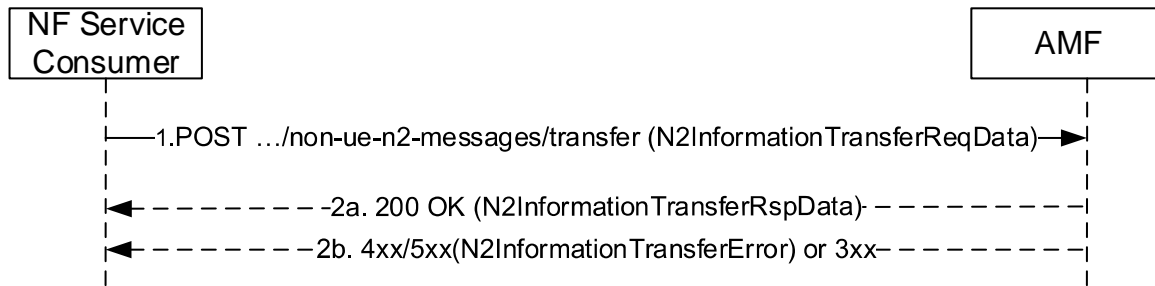 NF Service
Consumer
AMF
1.POST …/non-ue-n2-messages/transfer (N2InformationTransferReqData)
2a. 200 OK (N2InformationTransferRspData)
2b. 4xx/5xx(N2InformationTransferError) or 3xx